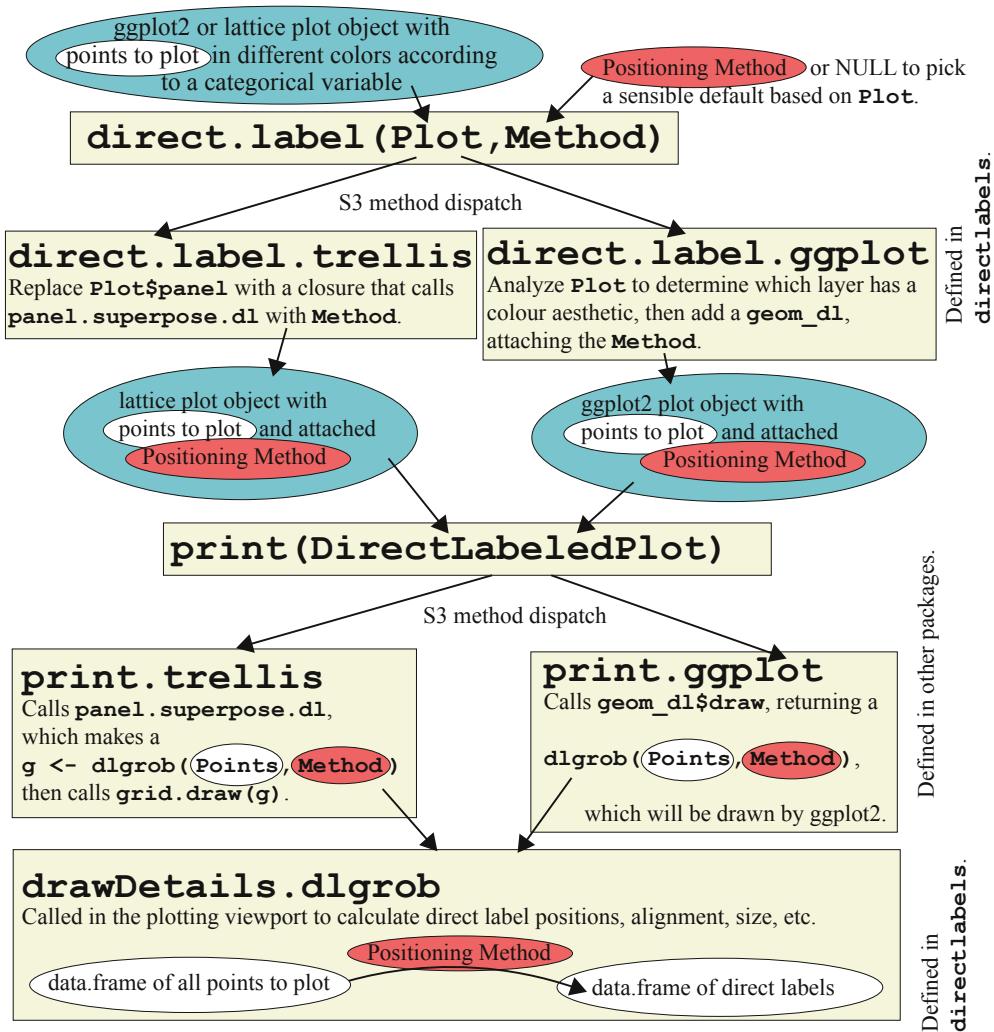 ggplot2 or lattice plot object with
points to plot in different colors according
to a categorical variable
Positioning Method or NULL to pick
a sensible default based on Plot.
direct.label(Plot,Method)
S3 method dispatch
direct.label.trellis
Replace Plot$panel with a closure that calls
panel.superpose.dl with Method.
direct.label.ggplot
Analyze Plot to determine which layer has a
colour aesthetic, then add a geom_dl,
attaching the Method.
Defined in
directlabels.
lattice plot object with
points to plot and attached
Positioning Method
ggplot2 plot object with
points to plot and attached
Positioning Method
print(DirectLabeledPlot)
S3 method dispatch
print.trellis
Calls panel.superpose.dl,
which makes a
g <- dlgrob(Points,Method)
then calls grid.draw(g).
print.ggplot
Calls geom_dl$draw, returning a
dlgrob(Points,Method),
which will be drawn by ggplot2.
Defined in other packages.
drawDetails.dlgrob
Called in the plotting viewport to calculate direct label positions, alignment, size, etc.
Positioning Method
data.frame of all points to plot
data.frame of direct labels
Defined in
directlabels.